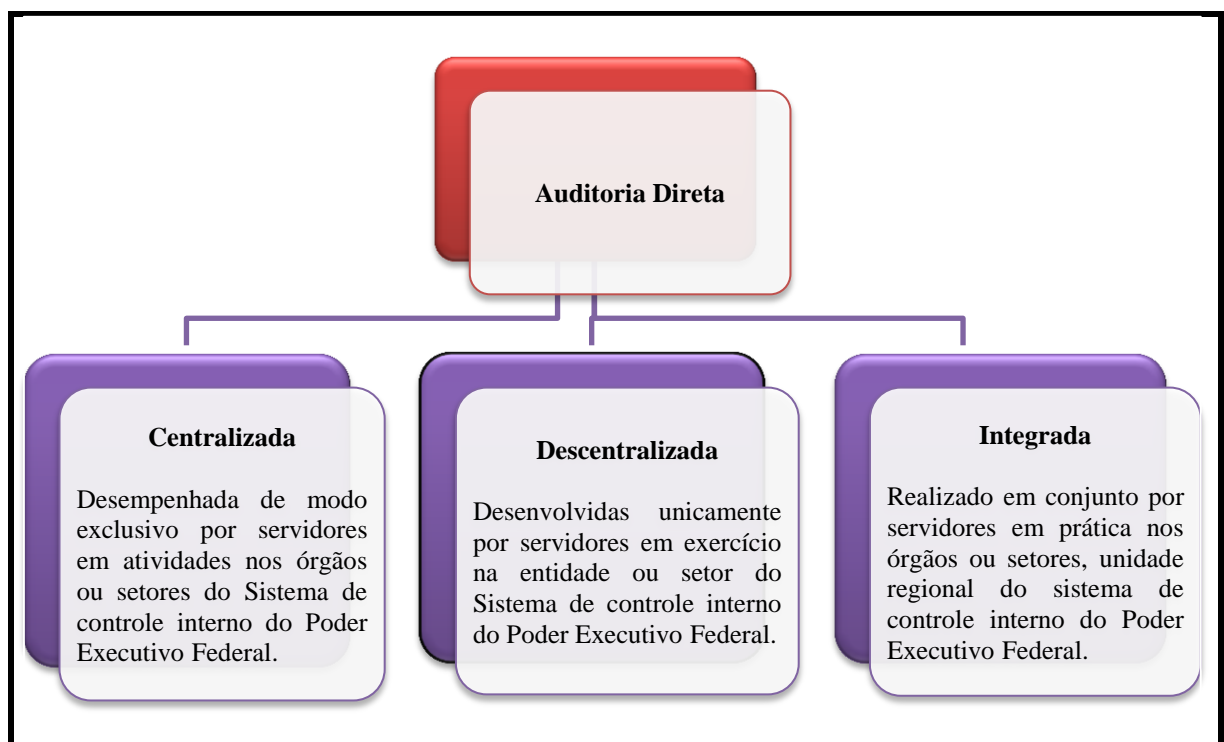 Auditoria Direta
Centralizada
Desempenhada de modo
exclusivo por servidores
em atividades nos órgãos
ou setores do Sistema de
controle interno do Poder
Executivo Federal.
Descentralizada
Desenvolvidas unicamente
por servidores em exercício
na entidade ou setor do
Sistema de controle interno
do Poder Executivo Federal.
Integrada
Realizado em conjunto por
servidores em prática nos
órgãos ou setores, unidade
regional do sistema de
controle interno do Poder
Executivo Federal.